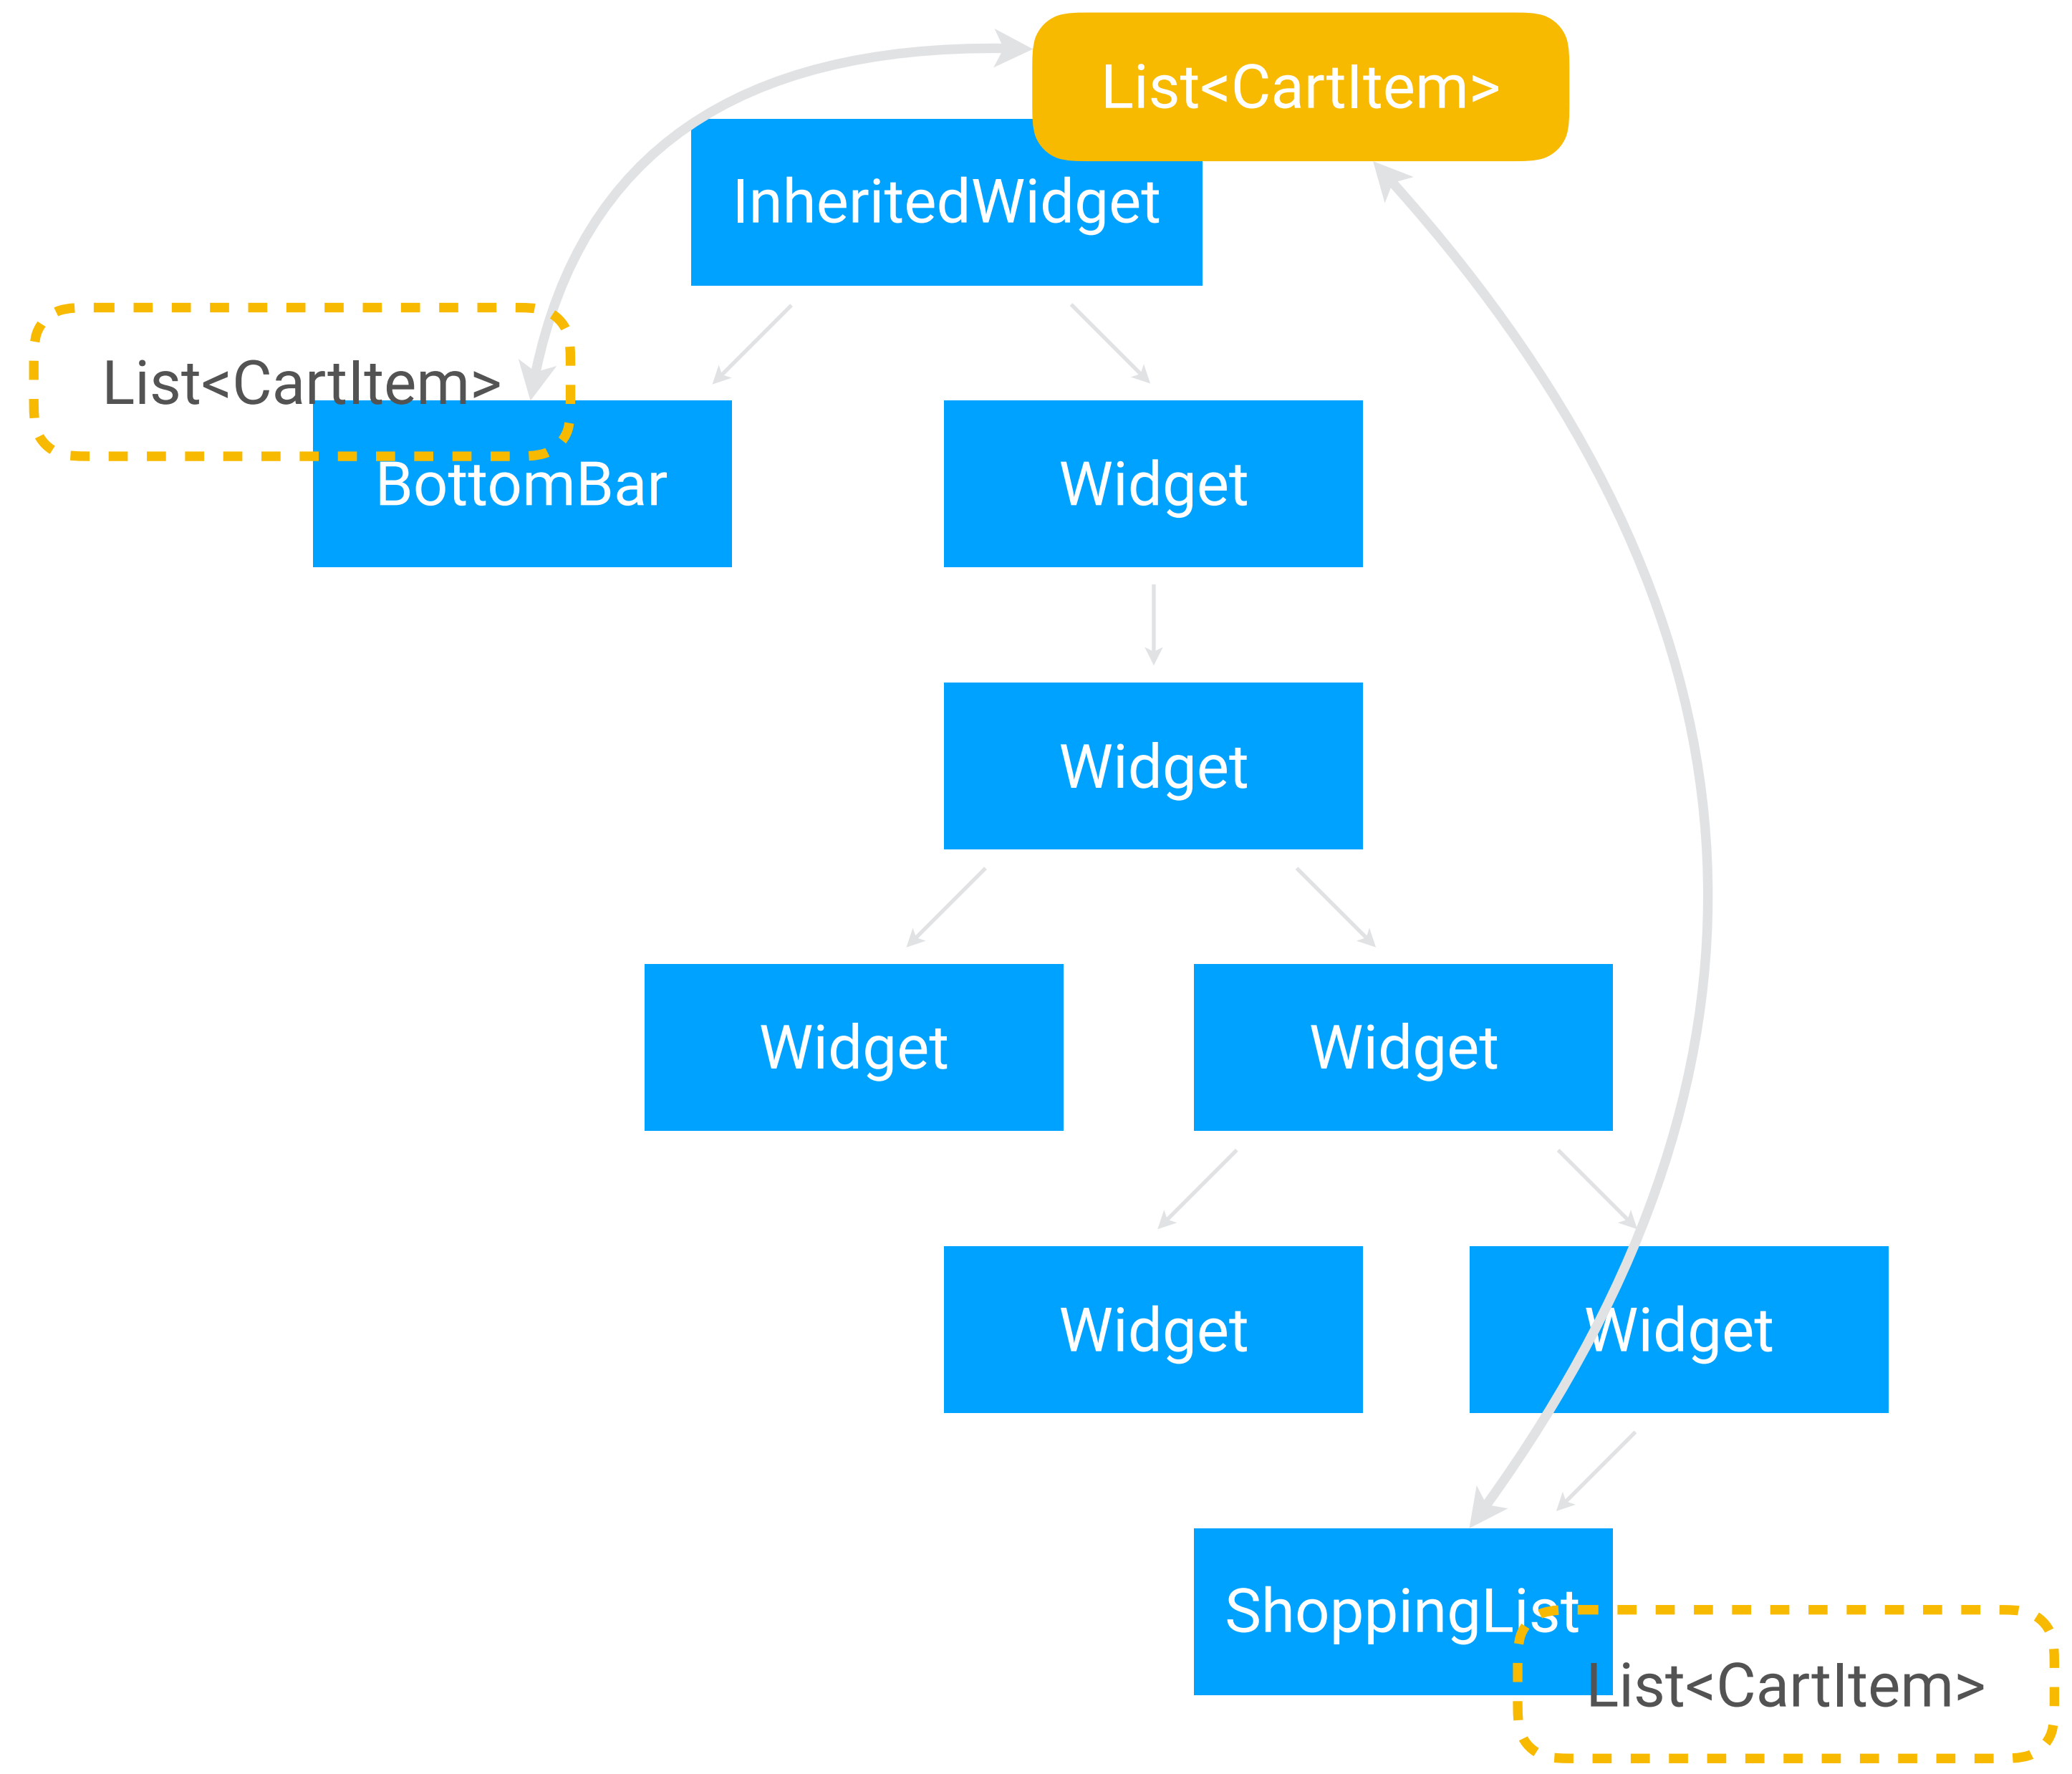 List<CartItem>
InheritedWidget
List<CartItem>
BottomBar
Widget
Widget
Widget
Widget
Widget
Widget
ShoppingList
List<CartItem>